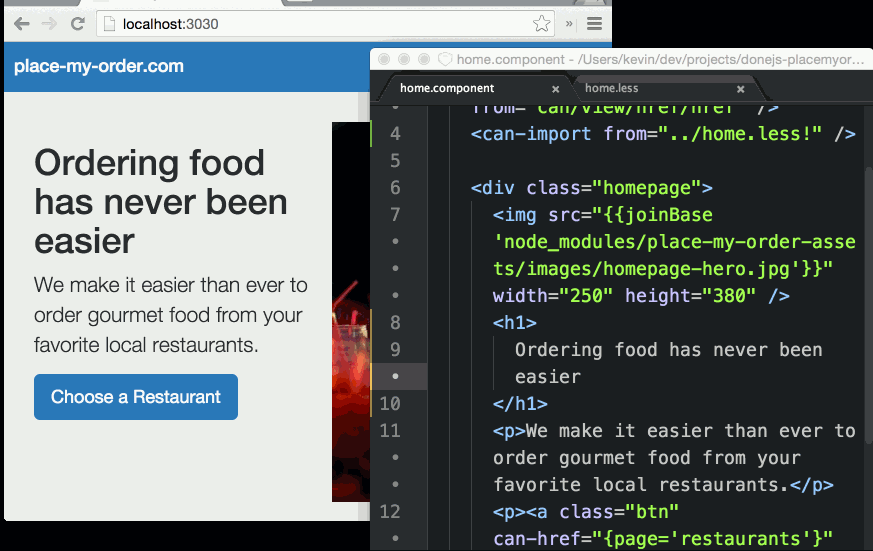 localhost:3030
»
place-my-order.com
Ordering food
has never been
easier
We make it easier than ever to
order gourmet food from your
favorite local restaurants.
Choose a Restaurant
home.component - /Users/kevin/dev/projects/donejs-placemyor...
home.component × home.less ×
from="can/view/href/href" />
4 <can-import from="../home.less!" />
5
6 <div class="homepage">
7 <img src="{{joinBase
'node_modules/place-my-order-asse
ts/images/homepage-hero.jpg'}}"
width="250" height="380" />
8 <h1>
9 Ordering food has never been
easier
10 </h1>
11 <p>We make it easier than ever to
order gourmet food from your
favorite local restaurants.</p>
12 <p><a class="btn"
can-href="{page='restaurants'}"